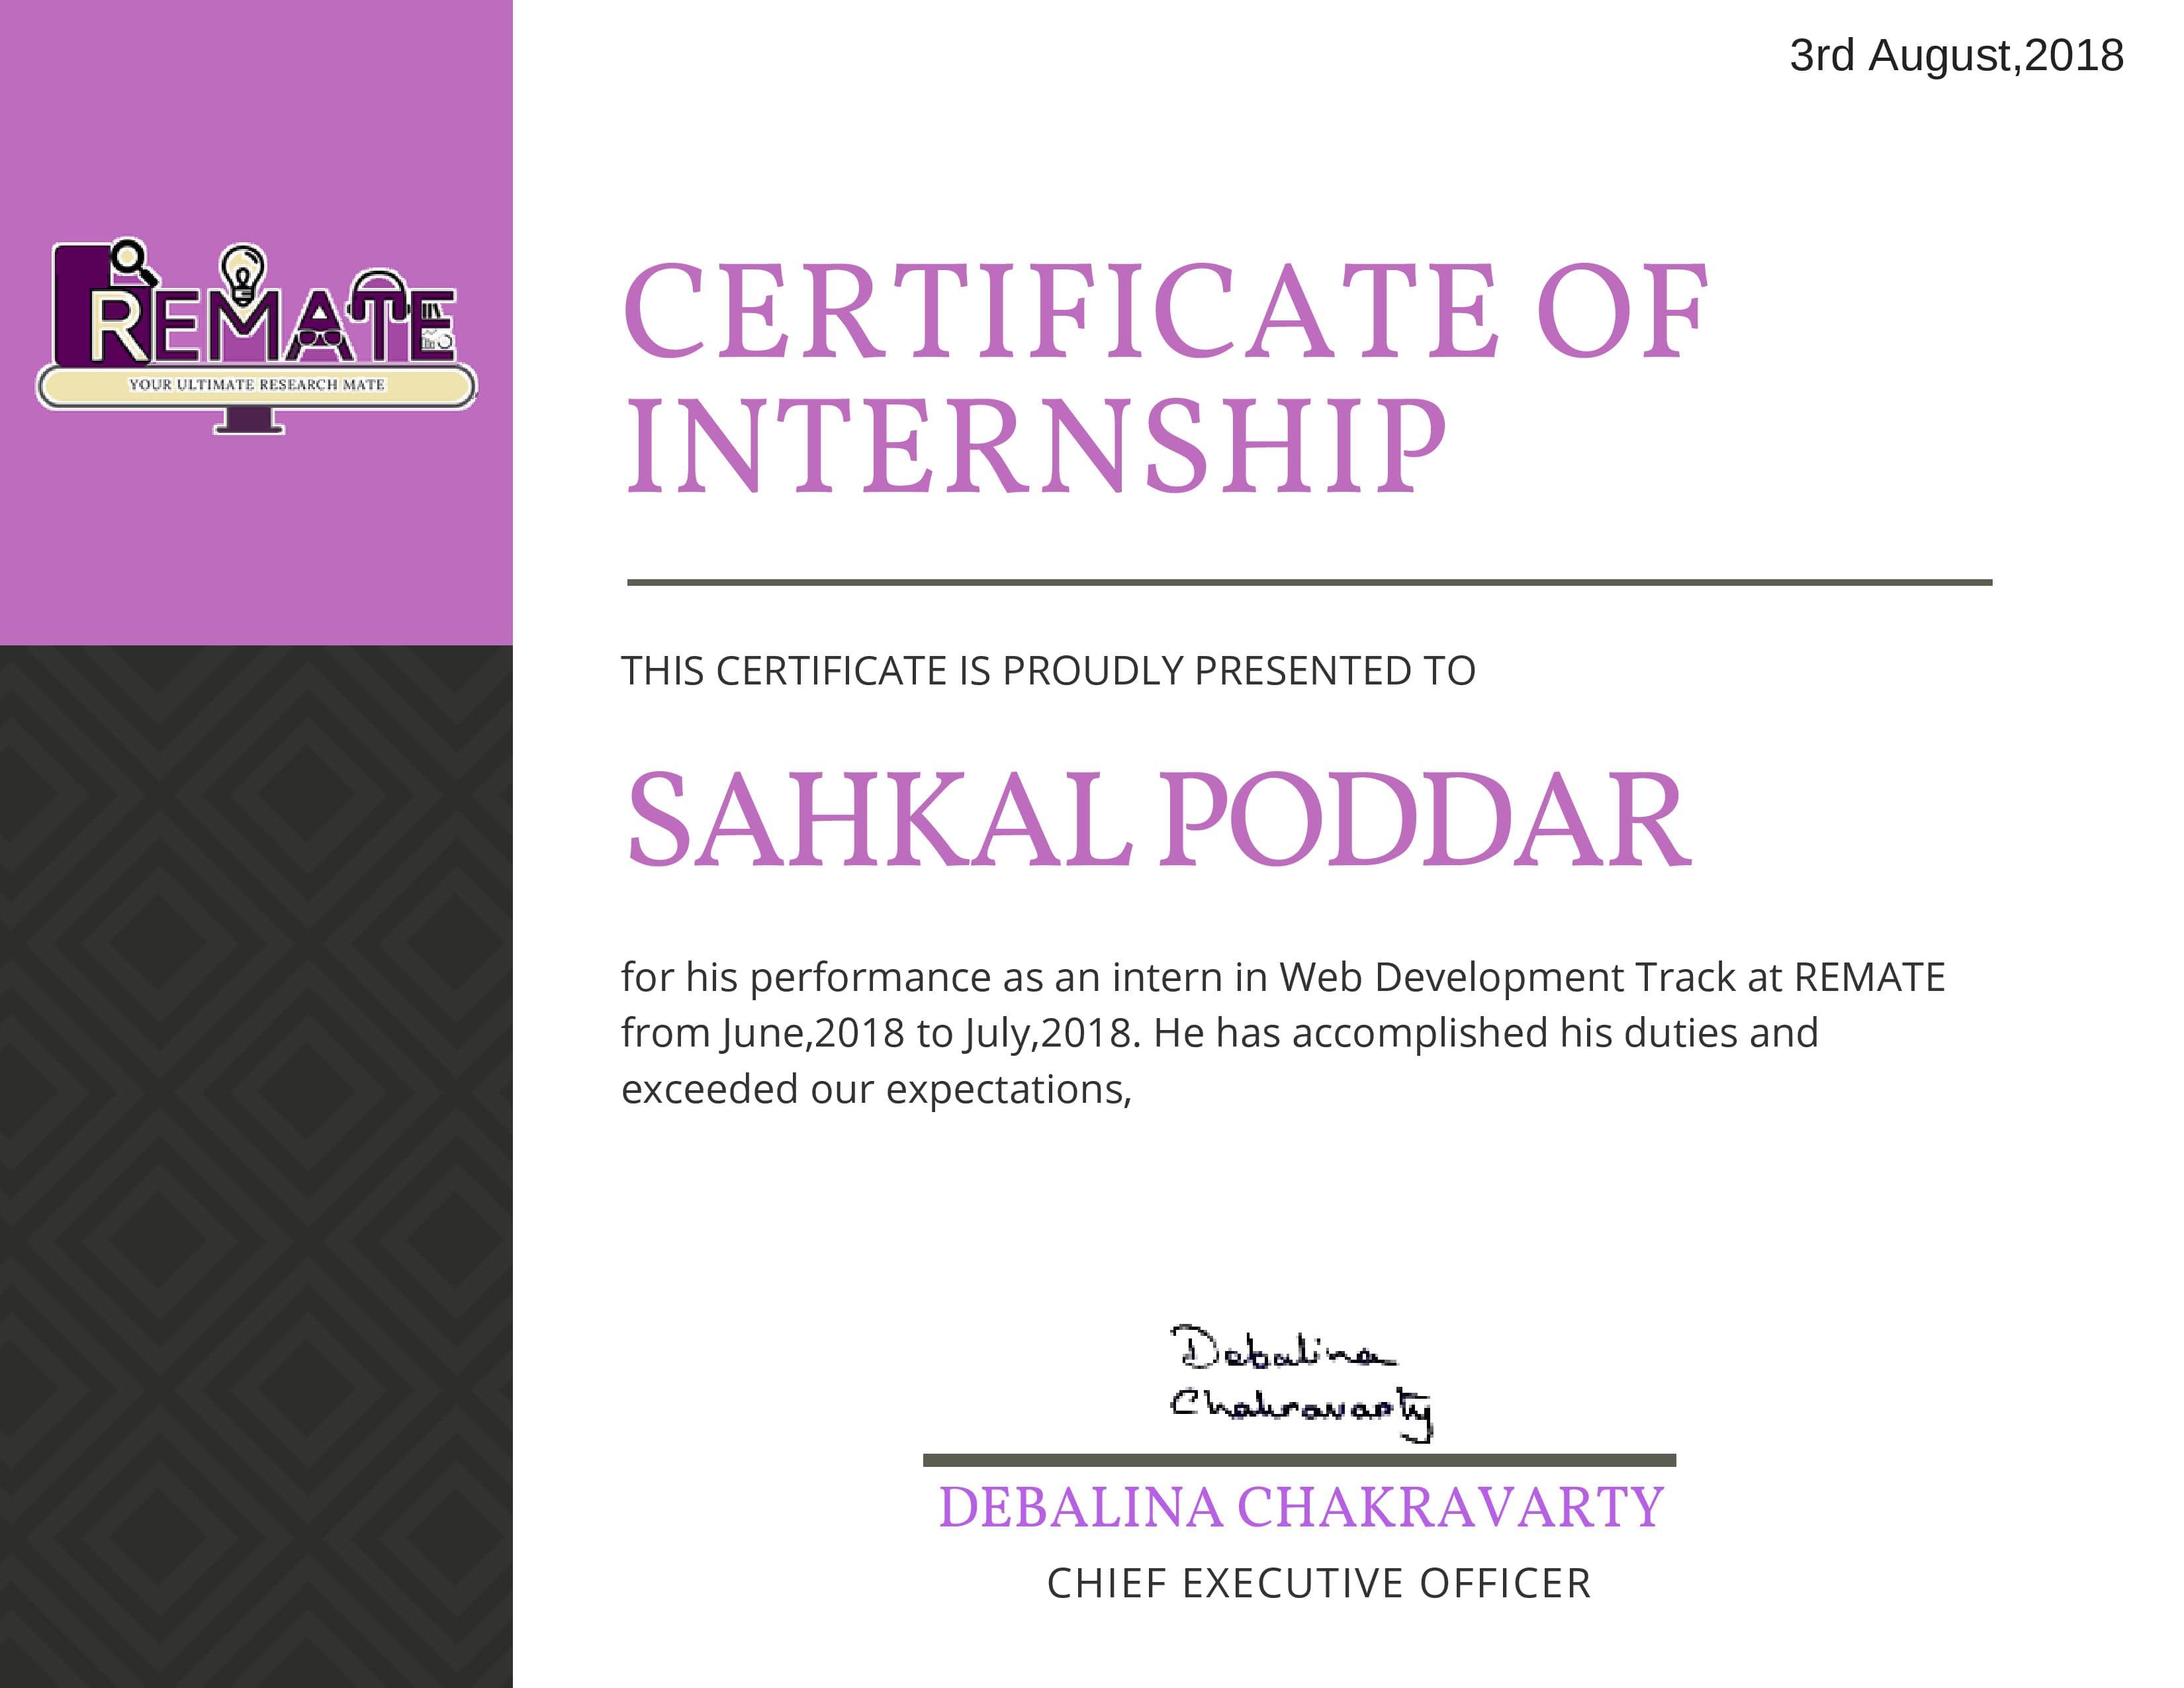 3rd August,2018
REMATE
YOUR ULTIMATE RESEARCH MATE
CERTIFICATE OF
INTERNSHIP
THIS CERTIFICATE IS PROUDLY PRESENTED TO
SAHKAL PODDAR
for his performance as an intern in Web Development Track at REMATE
from June,2018 to July,2018. He has accomplished his duties and
exceeded our expectations,
Debalina
Chakravarty
DEBALINA CHAKRAVARTY
CHIEF EXECUTIVE OFFICER